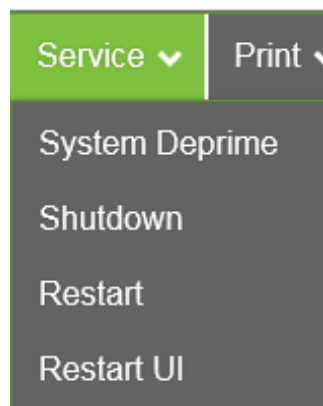 Service Print
System Deprime
Shutdown
Restart
Restart UI